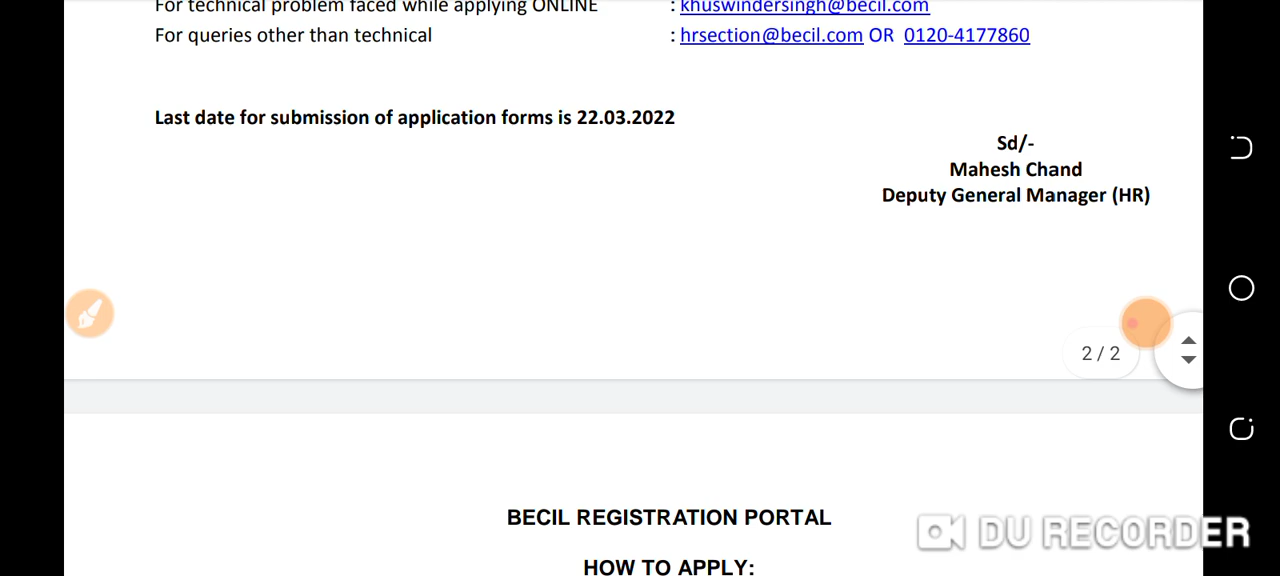 For technical problem faced while applying ONLINE : khuswindersingh@becil.com
For queries other than technical : hrsection@becil.com OR 0120-4177860
Last date for submission of application forms is 22.03.2022
Sd/-
Mahesh Chand
Deputy General Manager (HR)
2 / 2
BECIL REGISTRATION PORTAL
DU RECORDER
HOW TO APPLY: